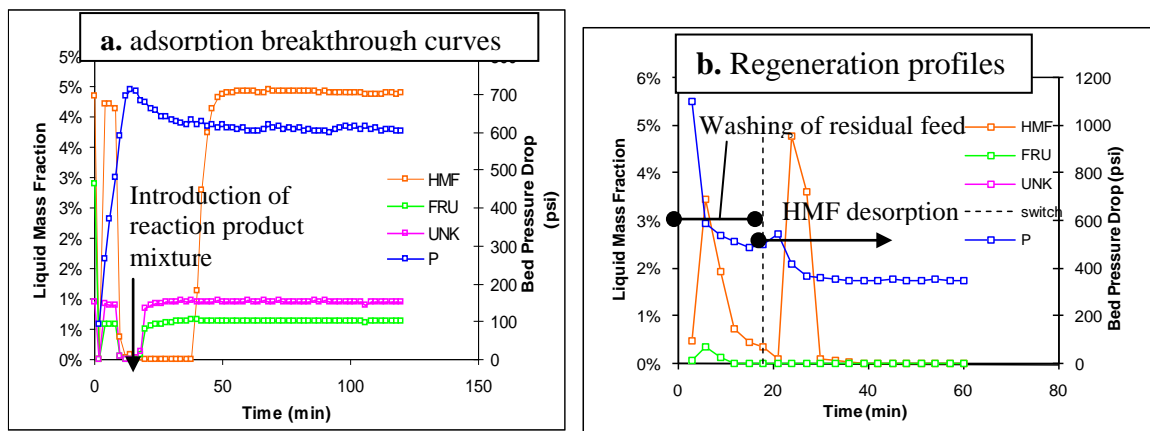 a. adsorption breakthrough curves
5%
5%
4%
4%
3%
3%
2%
2%
1%
1%
0%
Liquid Mass Fraction
700
600
500
400
300
200
100
0
Bed Pressure Drop
(psi)
HMF
FRU
UNK
P
Introduction of
reaction product
mixture
0
50
100
150
Time (min)
b. Regeneration profiles
6%
5%
4%
3%
2%
1%
0%
Liquid Mass Fraction
1200
1000
800
600
400
200
0
Bed Pressure Drop (psi)
Washing of residual feed
HMF
FRU
UNK
switch
P
HMF desorption
0
20
40
60
80
Time (min)